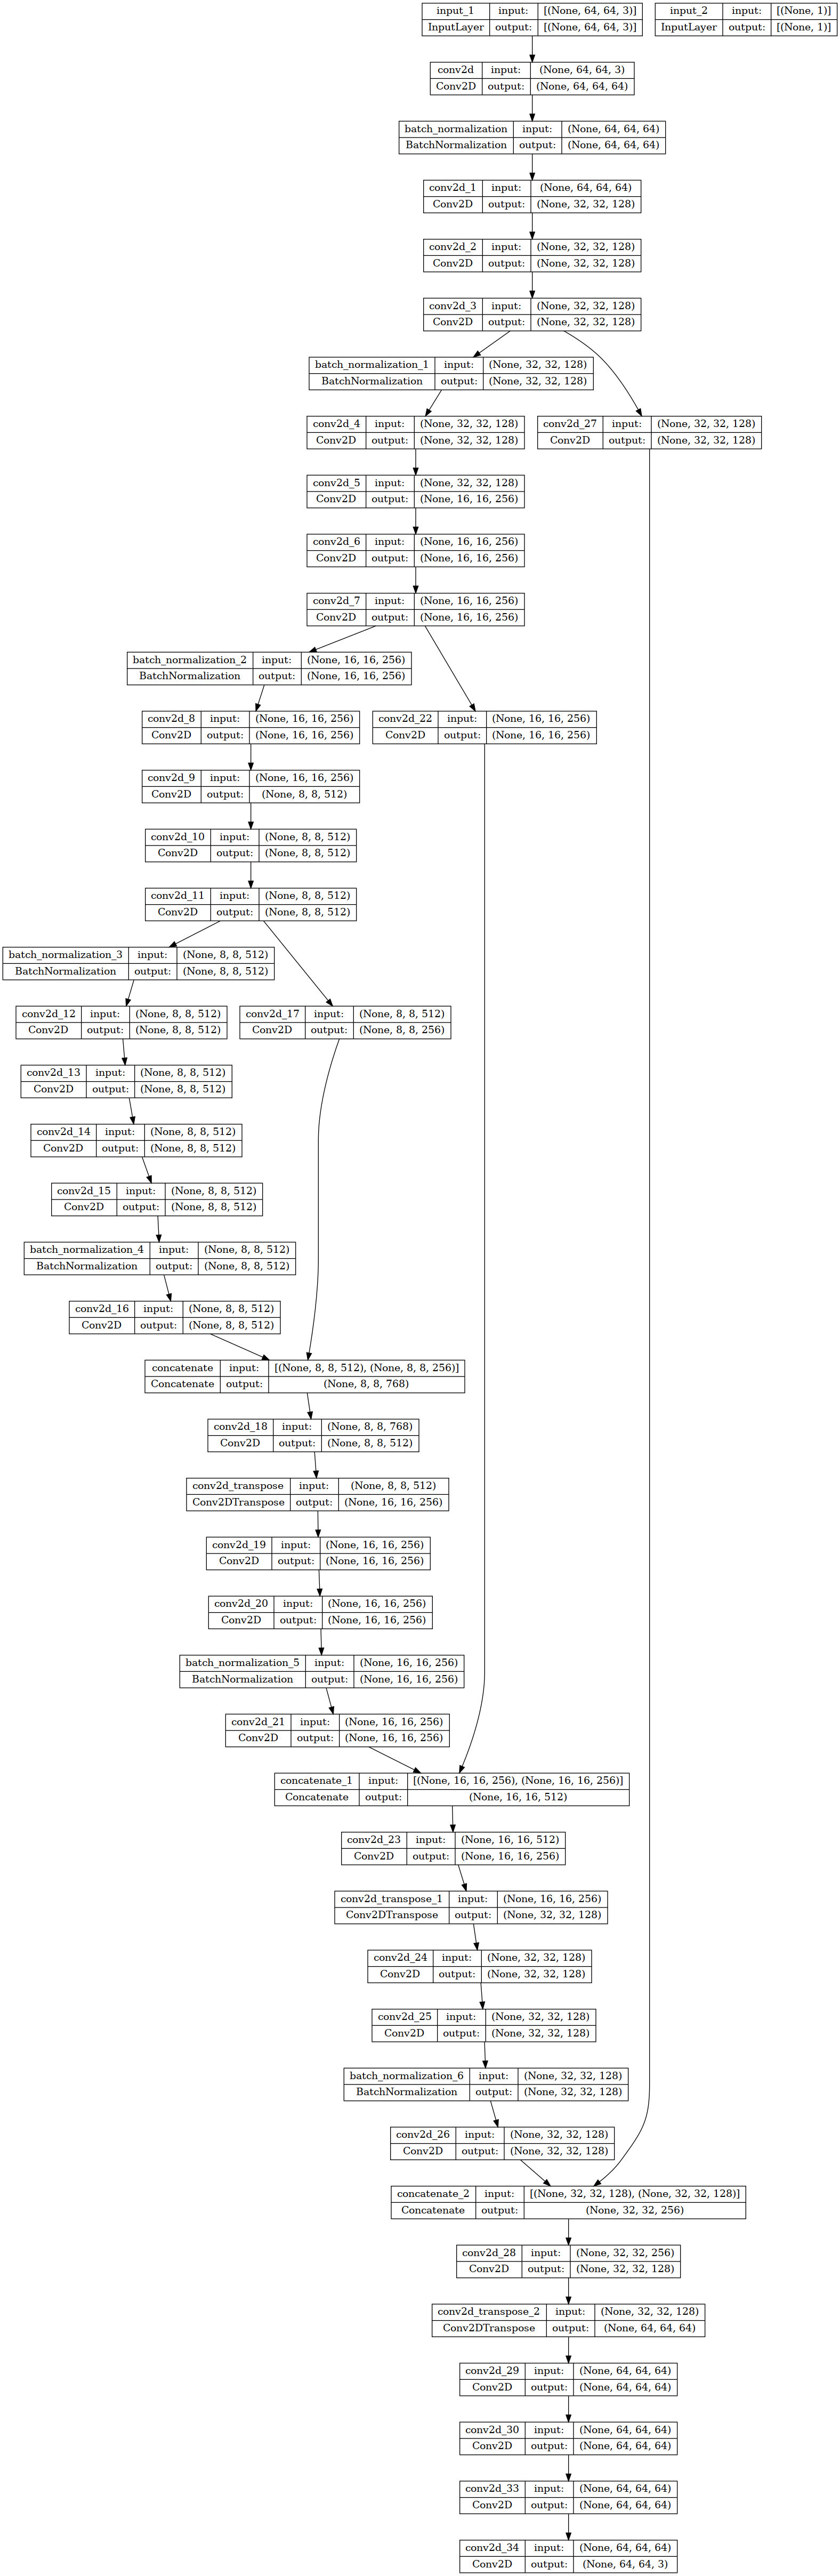 input_1 input: [(None, 64, 64, 3)]
InputLayer output: [(None, 64, 64, 3)]
input_2 input: [(None, 1)]
InputLayer output: [(None, 1)]
conv2d input: (None, 64, 64, 3)
Conv2D output: (None, 64, 64, 64)
batch_normalization input: (None, 64, 64, 64)
BatchNormalization output: (None, 64, 64, 64)
conv2d_1 input: (None, 64, 64, 64)
Conv2D output: (None, 32, 32, 128)
conv2d_2 input: (None, 32, 32, 128)
Conv2D output: (None, 32, 32, 128)
conv2d_3 input: (None, 32, 32, 128)
Conv2D output: (None, 32, 32, 128)
batch_normalization_1 input: (None, 32, 32, 128)
BatchNormalization output: (None, 32, 32, 128)
conv2d_4 input: (None, 32, 32, 128)
Conv2D output: (None, 32, 32, 128)
conv2d_27 input: (None, 32, 32, 128)
Conv2D output: (None, 32, 32, 128)
conv2d_5 input: (None, 32, 32, 128)
Conv2D output: (None, 16, 16, 256)
conv2d_6 input: (None, 16, 16, 256)
Conv2D output: (None, 16, 16, 256)
conv2d_7 input: (None, 16, 16, 256)
Conv2D output: (None, 16, 16, 256)
batch_normalization_2 input: (None, 16, 16, 256)
BatchNormalization output: (None, 16, 16, 256)
conv2d_8 input: (None, 16, 16, 256)
Conv2D output: (None, 16, 16, 256)
conv2d_22 input: (None, 16, 16, 256)
Conv2D output: (None, 16, 16, 256)
conv2d_9 input: (None, 16, 16, 256)
Conv2D output: (None, 8, 8, 512)
conv2d_10 input: (None, 8, 8, 512)
Conv2D output: (None, 8, 8, 512)
conv2d_11 input: (None, 8, 8, 512)
Conv2D output: (None, 8, 8, 512)
batch_normalization_3 input: (None, 8, 8, 512)
BatchNormalization output: (None, 8, 8, 512)
conv2d_12 input: (None, 8, 8, 512)
Conv2D output: (None, 8, 8, 512)
conv2d_17 input: (None, 8, 8, 512)
Conv2D output: (None, 8, 8, 256)
conv2d_13 input: (None, 8, 8, 512)
Conv2D output: (None, 8, 8, 512)
conv2d_14 input: (None, 8, 8, 512)
Conv2D output: (None, 8, 8, 512)
conv2d_15 input: (None, 8, 8, 512)
Conv2D output: (None, 8, 8, 512)
batch_normalization_4 input: (None, 8, 8, 512)
BatchNormalization output: (None, 8, 8, 512)
conv2d_16 input: (None, 8, 8, 512)
Conv2D output: (None, 8, 8, 512)
concatenate input: [(None, 8, 8, 512), (None, 8, 8, 256)]
Concatenate output: (None, 8, 8, 768)
conv2d_18 input: (None, 8, 8, 768)
Conv2D output: (None, 8, 8, 512)
conv2d_transpose input: (None, 8, 8, 512)
Conv2DTranspose output: (None, 16, 16, 256)
conv2d_19 input: (None, 16, 16, 256)
Conv2D output: (None, 16, 16, 256)
conv2d_20 input: (None, 16, 16, 256)
Conv2D output: (None, 16, 16, 256)
batch_normalization_5 input: (None, 16, 16, 256)
BatchNormalization output: (None, 16, 16, 256)
conv2d_21 input: (None, 16, 16, 256)
Conv2D output: (None, 16, 16, 256)
concatenate_1 input: [(None, 16, 16, 256), (None, 16, 16, 256)]
Concatenate output: (None, 16, 16, 512)
conv2d_23 input: (None, 16, 16, 512)
Conv2D output: (None, 16, 16, 256)
conv2d_transpose_1 input: (None, 16, 16, 256)
Conv2DTranspose output: (None, 32, 32, 128)
conv2d_24 input: (None, 32, 32, 128)
Conv2D output: (None, 32, 32, 128)
conv2d_25 input: (None, 32, 32, 128)
Conv2D output: (None, 32, 32, 128)
batch_normalization_6 input: (None, 32, 32, 128)
BatchNormalization output: (None, 32, 32, 128)
conv2d_26 input: (None, 32, 32, 128)
Conv2D output: (None, 32, 32, 128)
concatenate_2 input: [(None, 32, 32, 128), (None, 32, 32, 128)]
Concatenate output: (None, 32, 32, 256)
conv2d_28 input: (None, 32, 32, 256)
Conv2D output: (None, 32, 32, 128)
conv2d_transpose_2 input: (None, 32, 32, 128)
Conv2DTranspose output: (None, 64, 64, 64)
conv2d_29 input: (None, 64, 64, 64)
Conv2D output: (None, 64, 64, 64)
conv2d_30 input: (None, 64, 64, 64)
Conv2D output: (None, 64, 64, 64)
conv2d_33 input: (None, 64, 64, 64)
Conv2D output: (None, 64, 64, 64)
conv2d_34 input: (None, 64, 64, 64)
Conv2D output: (None, 64, 64, 3)